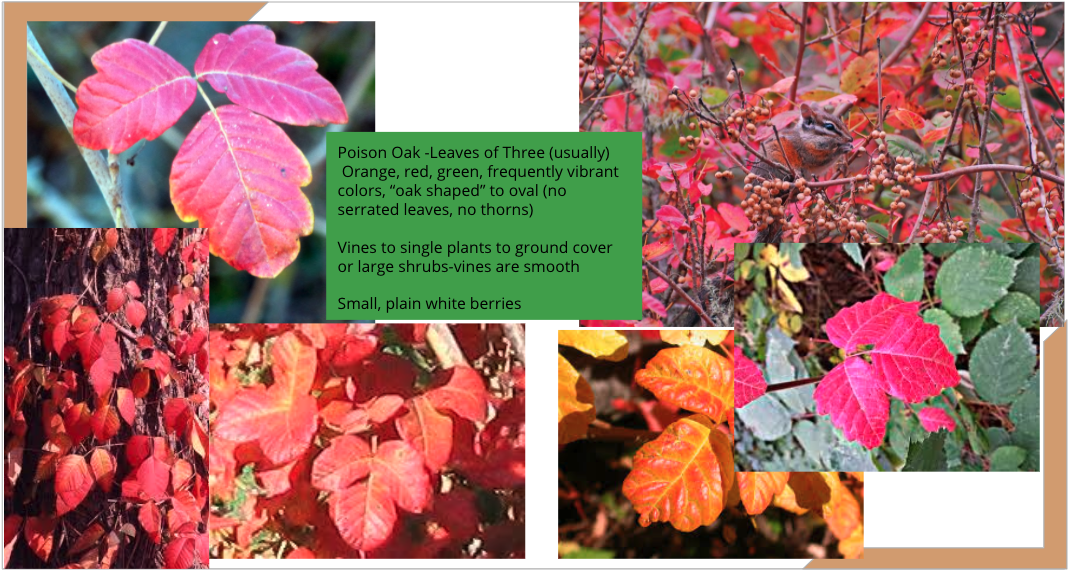 Poison Oak -Leaves of Three (usually)
Orange, red, green, frequently vibrant
colors, “oak shaped” to oval (no
serrated leaves, no thorns)
Vines to single plants to ground cover
or large shrubs-vines are smooth
Small, plain white berries